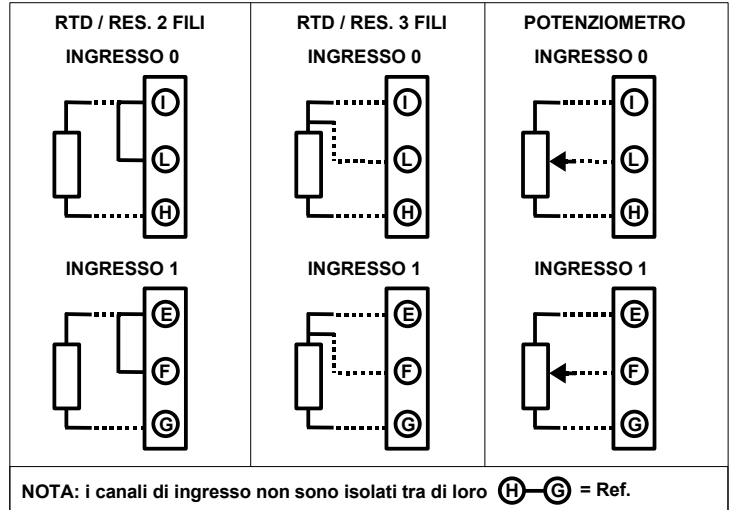 RTD / RES. 2 FILI
INGRESSO 0
I
L
H
INGRESSO 1
E
F
G
RTD / RES. 3 FILI
INGRESSO 0
I
L
H
INGRESSO 1
E
F
G
POTENZIOMETRO
INGRESSO 0
I
L
H
INGRESSO 1
E
F
G
NOTA: i canali di ingresso non sono isolati tra di loro H G = Ref.